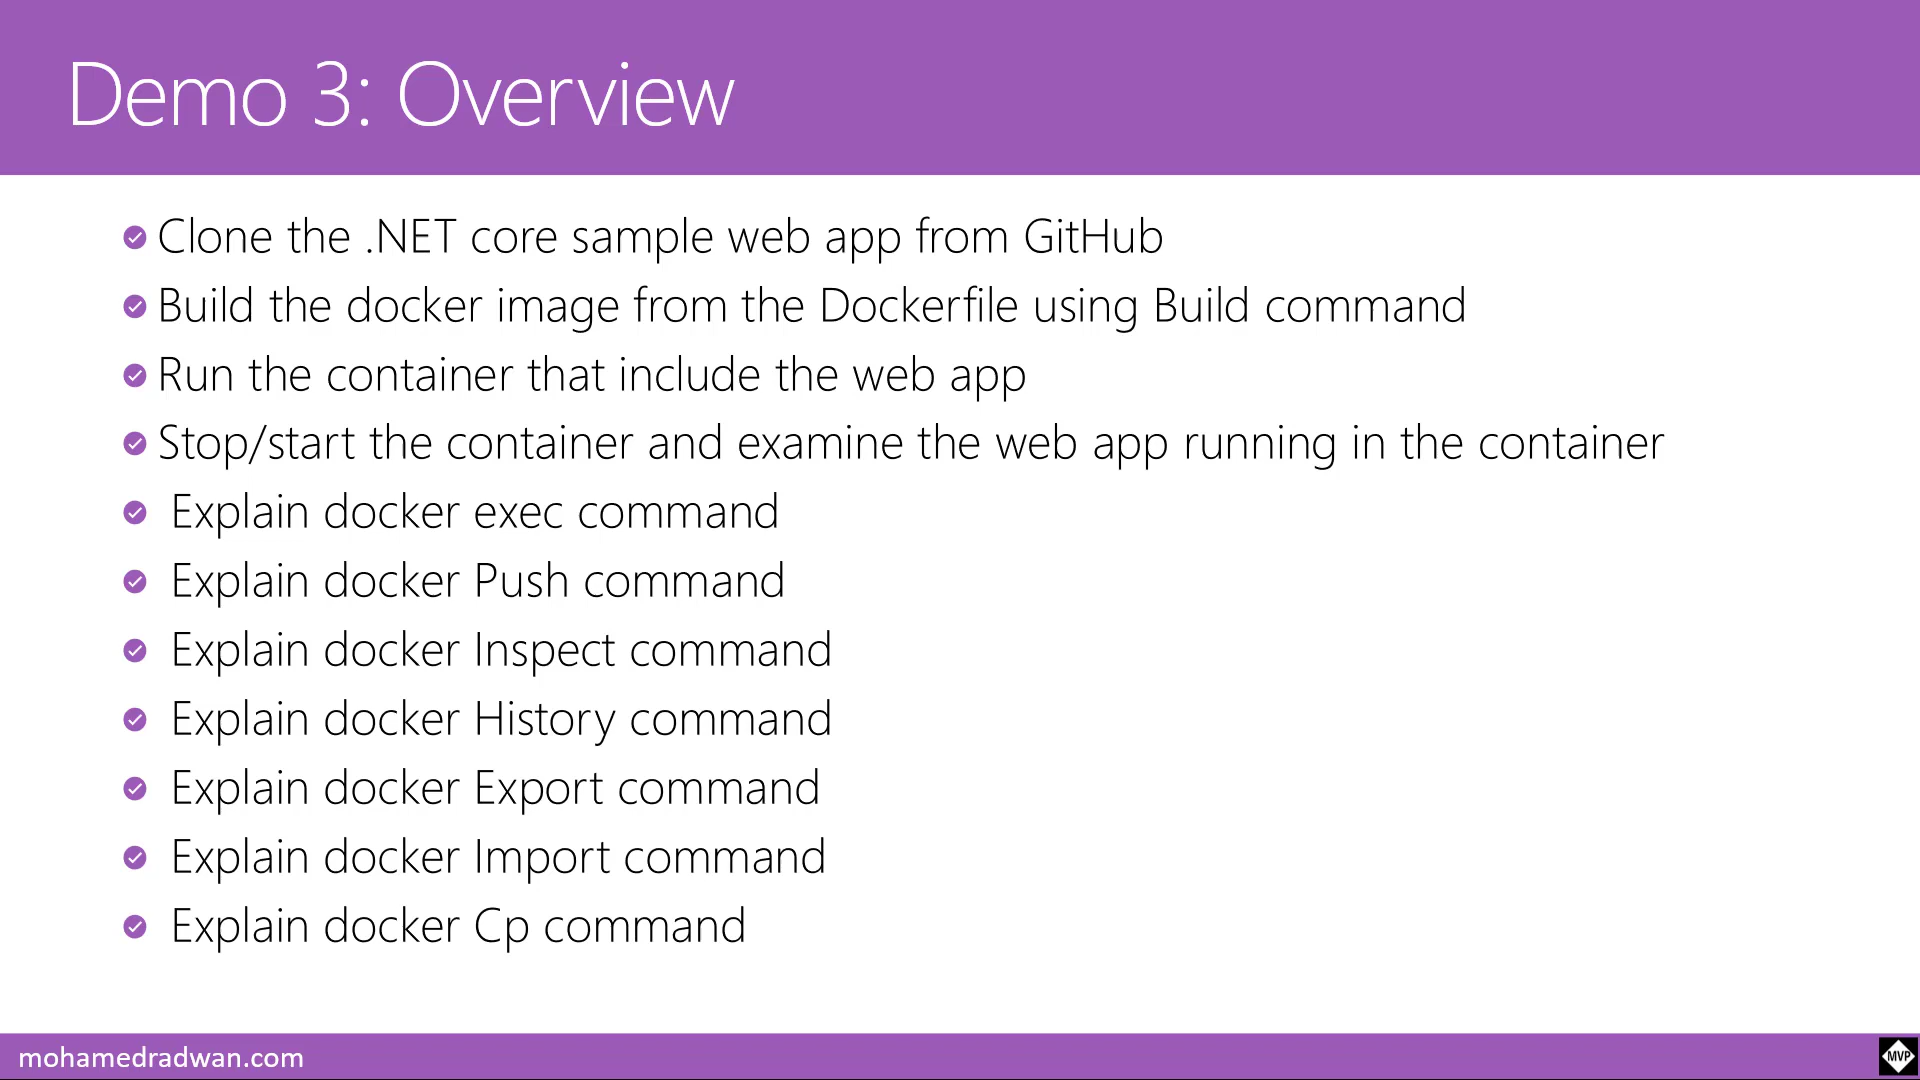 Demo 3: Overview
Clone the .NET core sample web app from GitHub
Build the docker image from the Dockerfile using Build command
Run the container that include the web app
Stop/start the container and examine the web app running in the container
Explain docker exec command
Explain docker Push command
Explain docker Inspect command
Explain docker History command
Explain docker Export command
Explain docker Import command
Explain docker Cp command
mohamedradwan.com
MVP